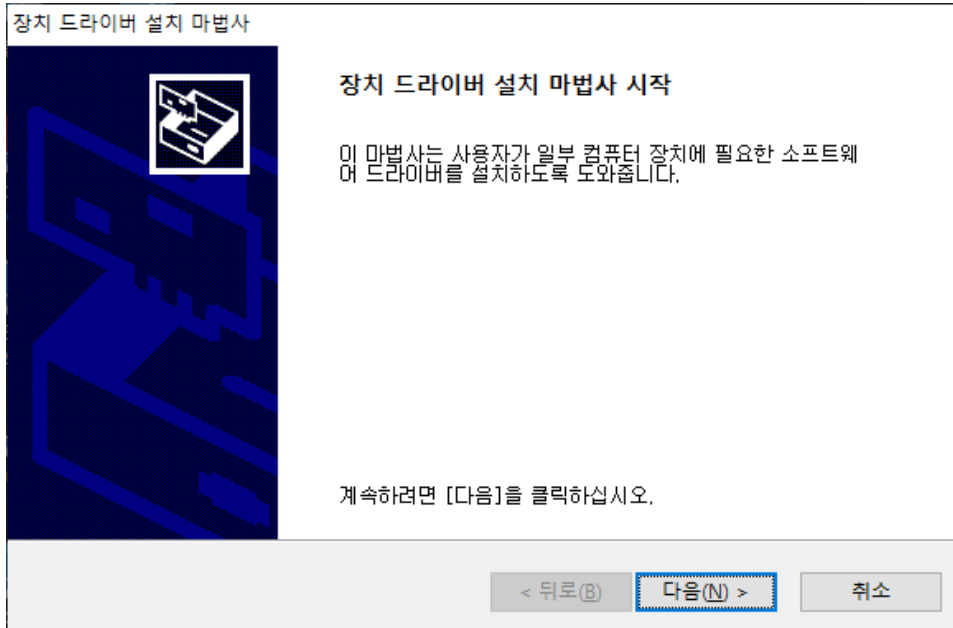 장치 드라이버 설치 마법사
장치 드라이버 설치 마법사 시작
이 마법사는 사용자가 일부 컴퓨터 장치에 필요한 소프트웨
어 드라이버를 설치하도록 도와줍니다.
계속하려면 [다음]을 클릭하십시오.
< 뒤로(B) 다음(N) > 취소